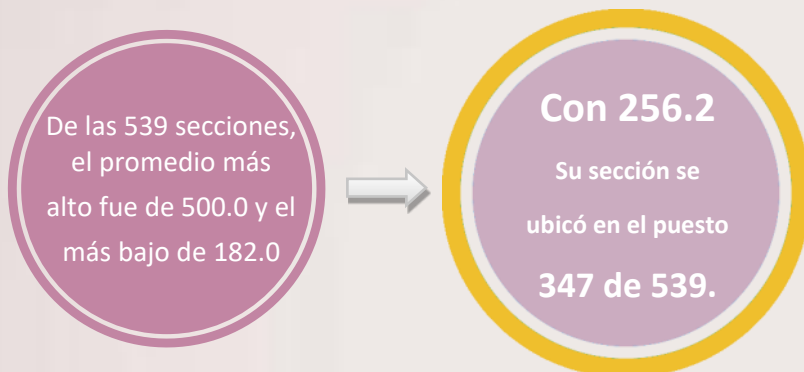 De las 539 secciones,
el promedio más
alto fue de 500.0 y el
más bajo de 182.0
Con 256.2
Su sección se
ubicó en el puesto
347 de 539.